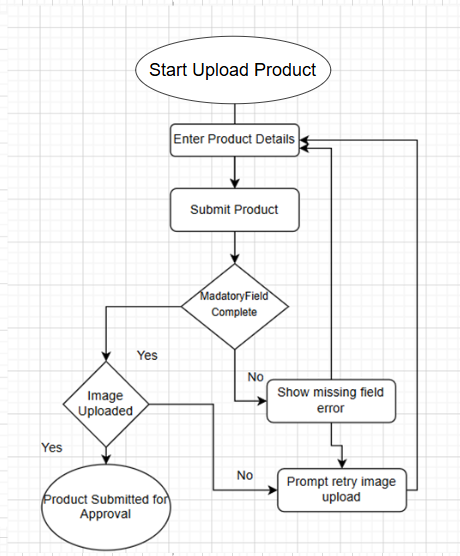 Start Upload Product
Enter Product Details
Submit Product
MadatoryField
Complete
Yes
No
Image
Uploaded
Show missing field
error
Yes
No
Prompt retry image
upload
Product Submitted for
Approval